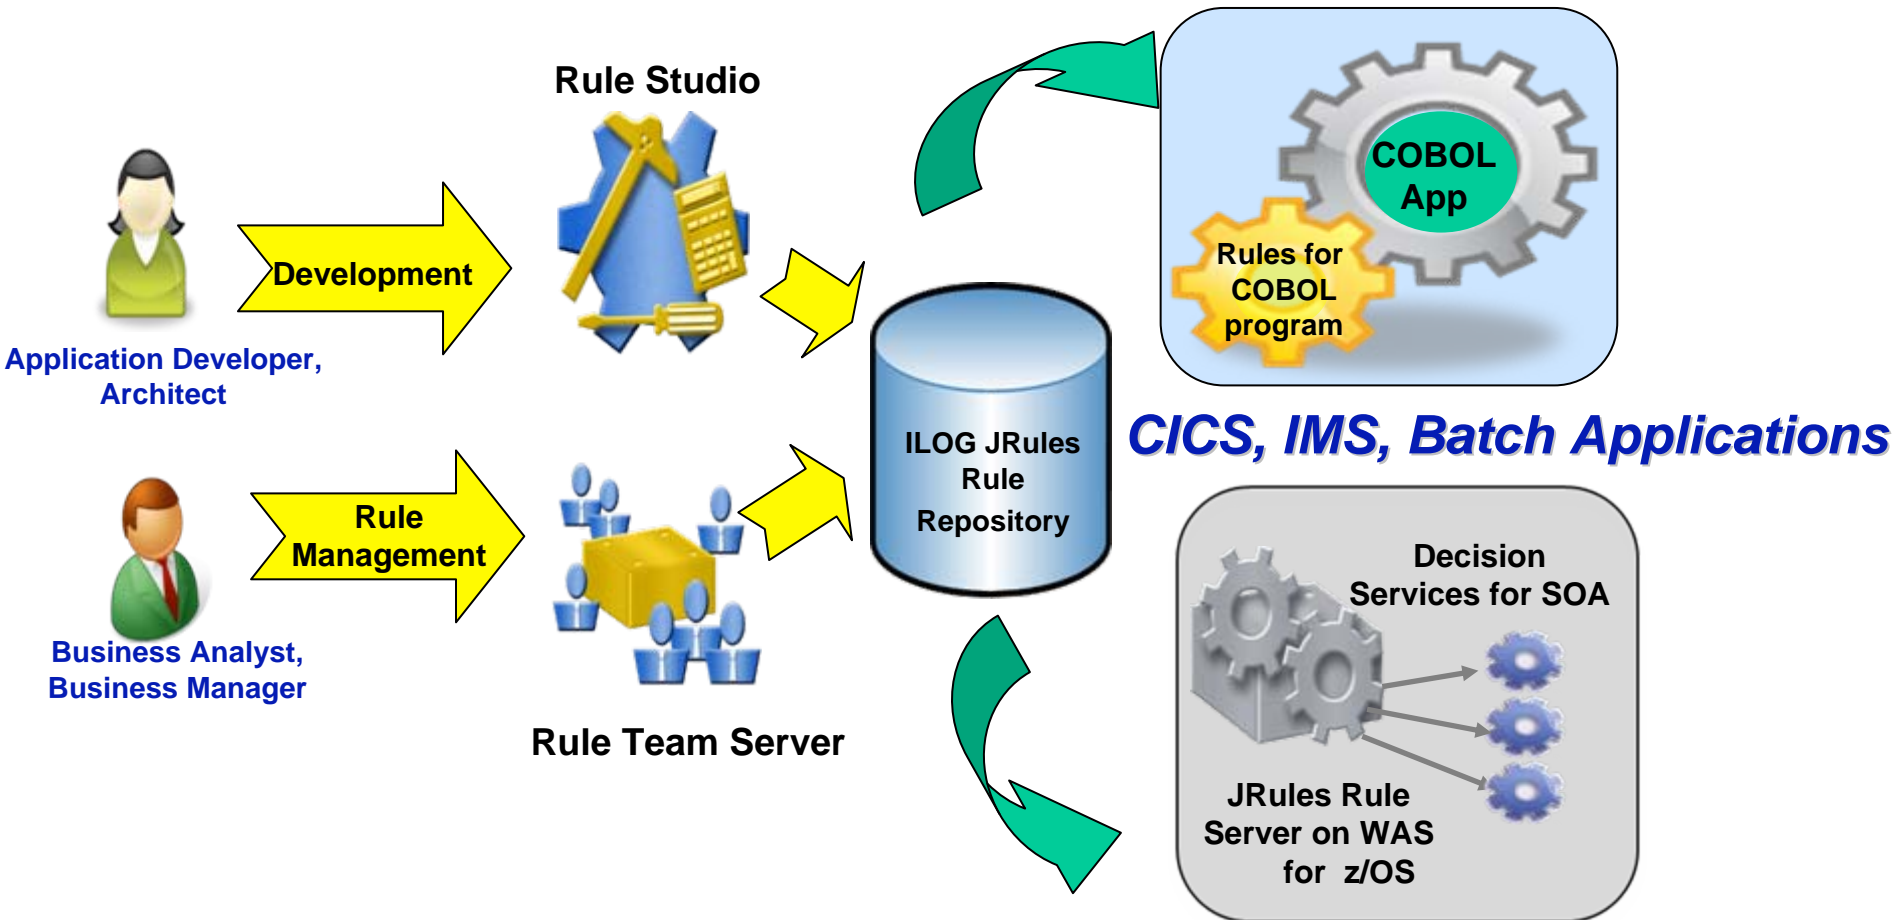 Rule Studio
Development
Application Developer,
Architect
Rule
Management
Business Analyst,
Business Manager
Rule Team Server
ILOG JRules
Rule
Repository
COBOL
App
Rules for
COBOL
program
CICS, IMS, Batch Applications
Decision
Services for SOA
JRules Rule
Server on WAS
for z/OS